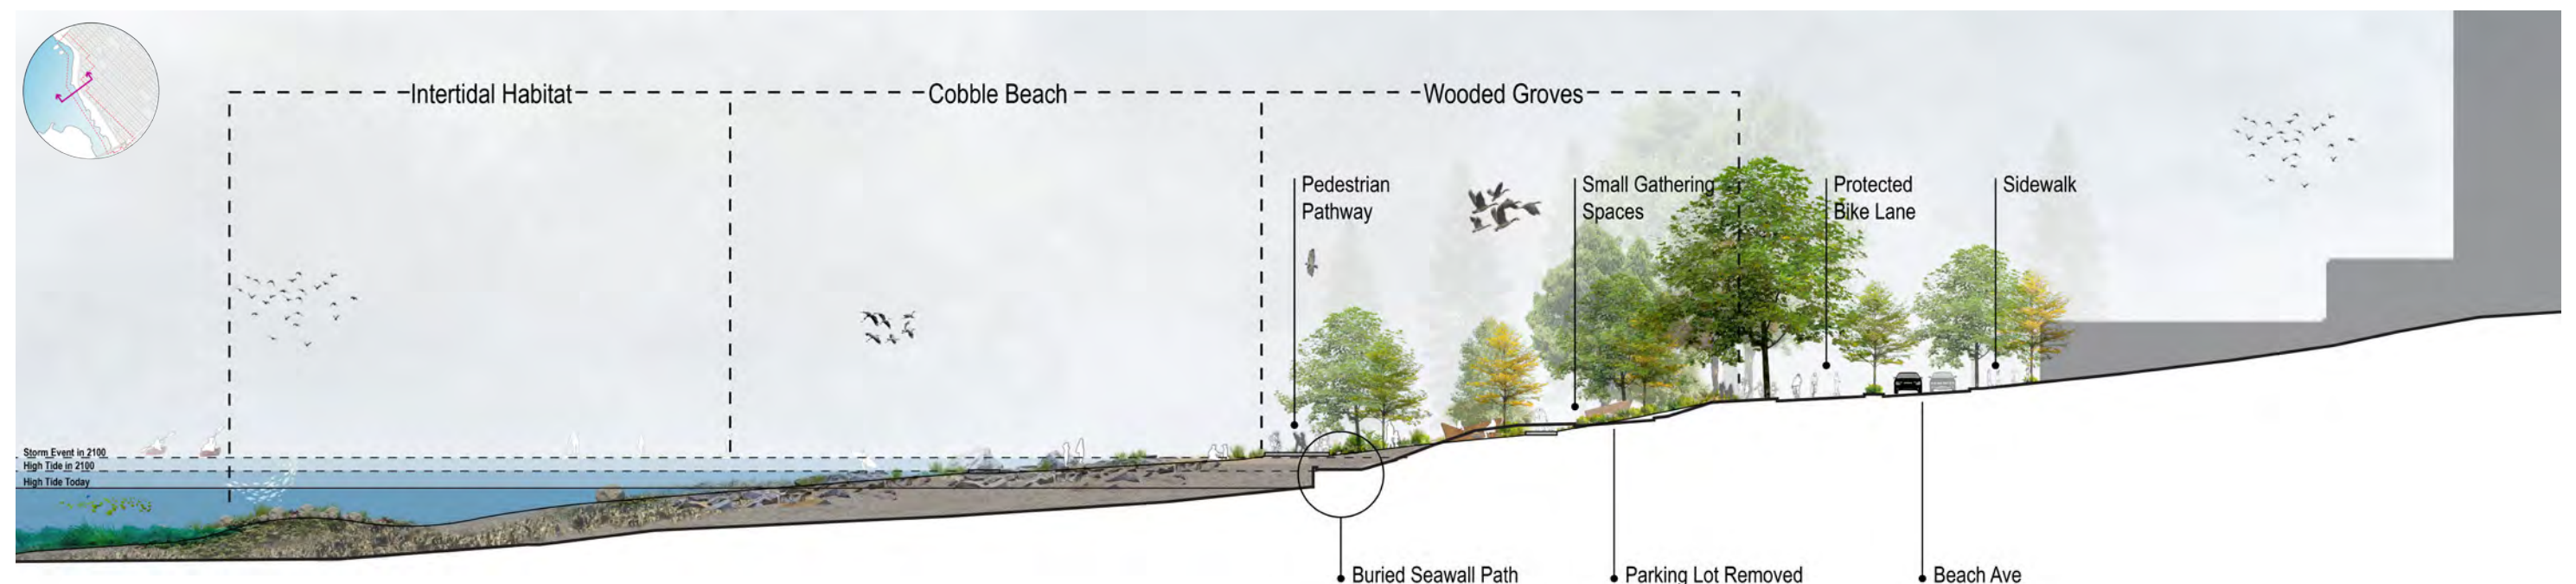 Intertidal Habitat
Cobble Beach
Wooded Groves
Pedestrian
Pathway
Small Gathering
Spaces
Protected
Bike Lane
Sidewalk
Storm Event in 2100
High Tide in 2100
High Tide Today
Buried Seawall Path
Parking Lot Removed
Beach Ave